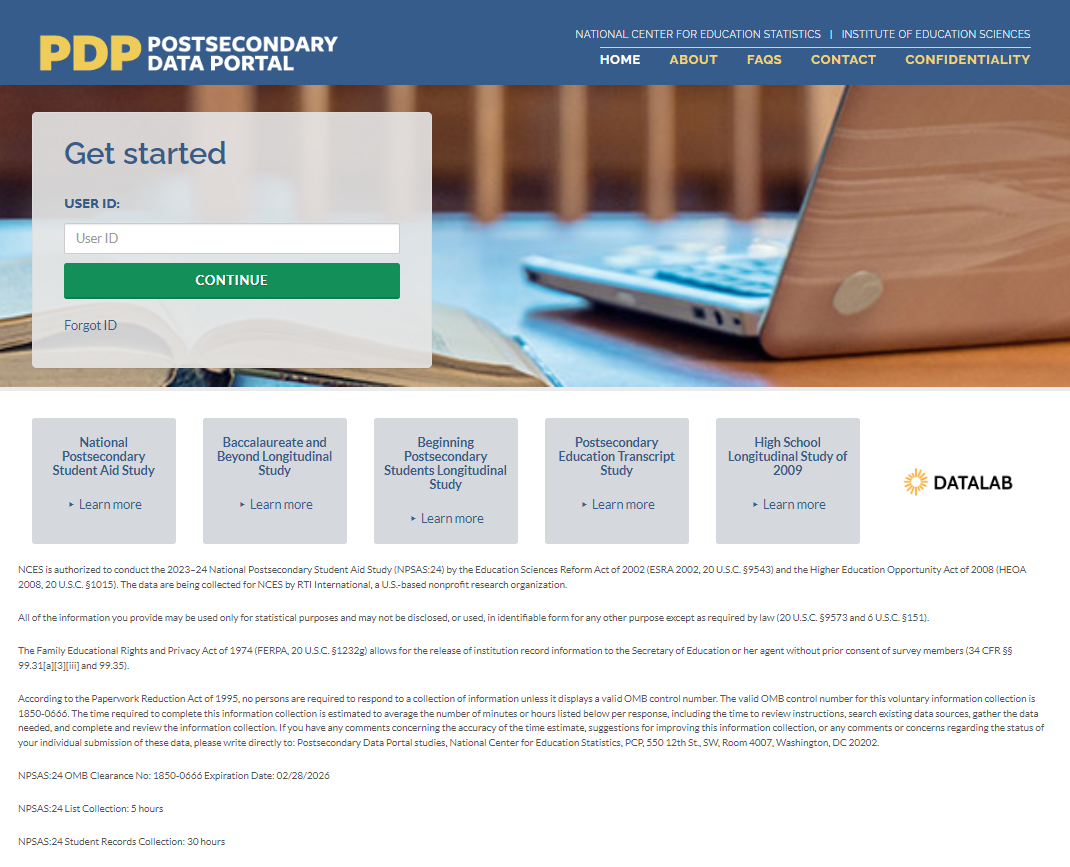 PDP POSTSECONDARY DATA PORTAL
NATIONAL CENTER FOR EDUCATION STATISTICS | INSTITUTE OF EDUCATION SCIENCES
HOME ABOUT FAQS CONTACT CONFIDENTIALITY
Get started
USER ID:
User ID
CONTINUE
Forgot ID
National
Postsecondary
Student Aid Study
Learn more
Baccalaureate and
Beyond Longitudinal
Study
Learn more
Beginning
Postsecondary
Students Longitudinal
Study
Learn more
Postsecondary
Education Transcript
Study
Learn more
High School
Longitudinal Study of
2009
Learn more
DATALAB
NCES is authorized to conduct the 2023–24 National Postsecondary Student Aid Study (NPSAS:24) by the Education Sciences Reform Act of 2002 (ESRA 2002, 20 U.S.C. §9543) and the Higher Education Opportunity Act of 2008 (HEOA
2008, 20 U.S.C. §1015). The data are being collected for NCES by RTI International, a U.S.-based nonprofit research organization.
All of the information you provide may be used only for statistical purposes and may not be disclosed, or used, in identifiable form for any other purpose except as required by law (20 U.S.C. §9573 and 6 U.S.C. §151).
The Family Educational Rights and Privacy Act of 1974 (FERPA, 20 U.S.C. §1232g) allows for the release of institution record information to the Secretary of Education or her agent without prior consent of survey members (34 CFR §§
99.31[a][3][iii] and 99.35).
According to the Paperwork Reduction Act of 1995, no persons are required to respond to a collection of information unless it displays a valid OMB control number. The valid OMB control number for this voluntary information collection is
1850-0666. The time required to complete this information collection is estimated to average the number of minutes or hours listed below per response, including the time to review instructions, search existing data sources, gather the data
needed, and complete and review the information collection. If you have any comments concerning the accuracy of the time estimate, suggestions for improving this information collection, or any comments or concerns regarding the status of
your individual submission of these data, please write directly to: Postsecondary Data Portal studies, National Center for Education Statistics, PCP, 550 12th St., SW, Room 4007, Washington, DC 20202.
NPSAS:24 OMB Clearance No: 1850-0666 Expiration Date: 02/28/2026
NPSAS:24 List Collection: 5 hours
NPSAS:24 Student Records Collection: 30 hours